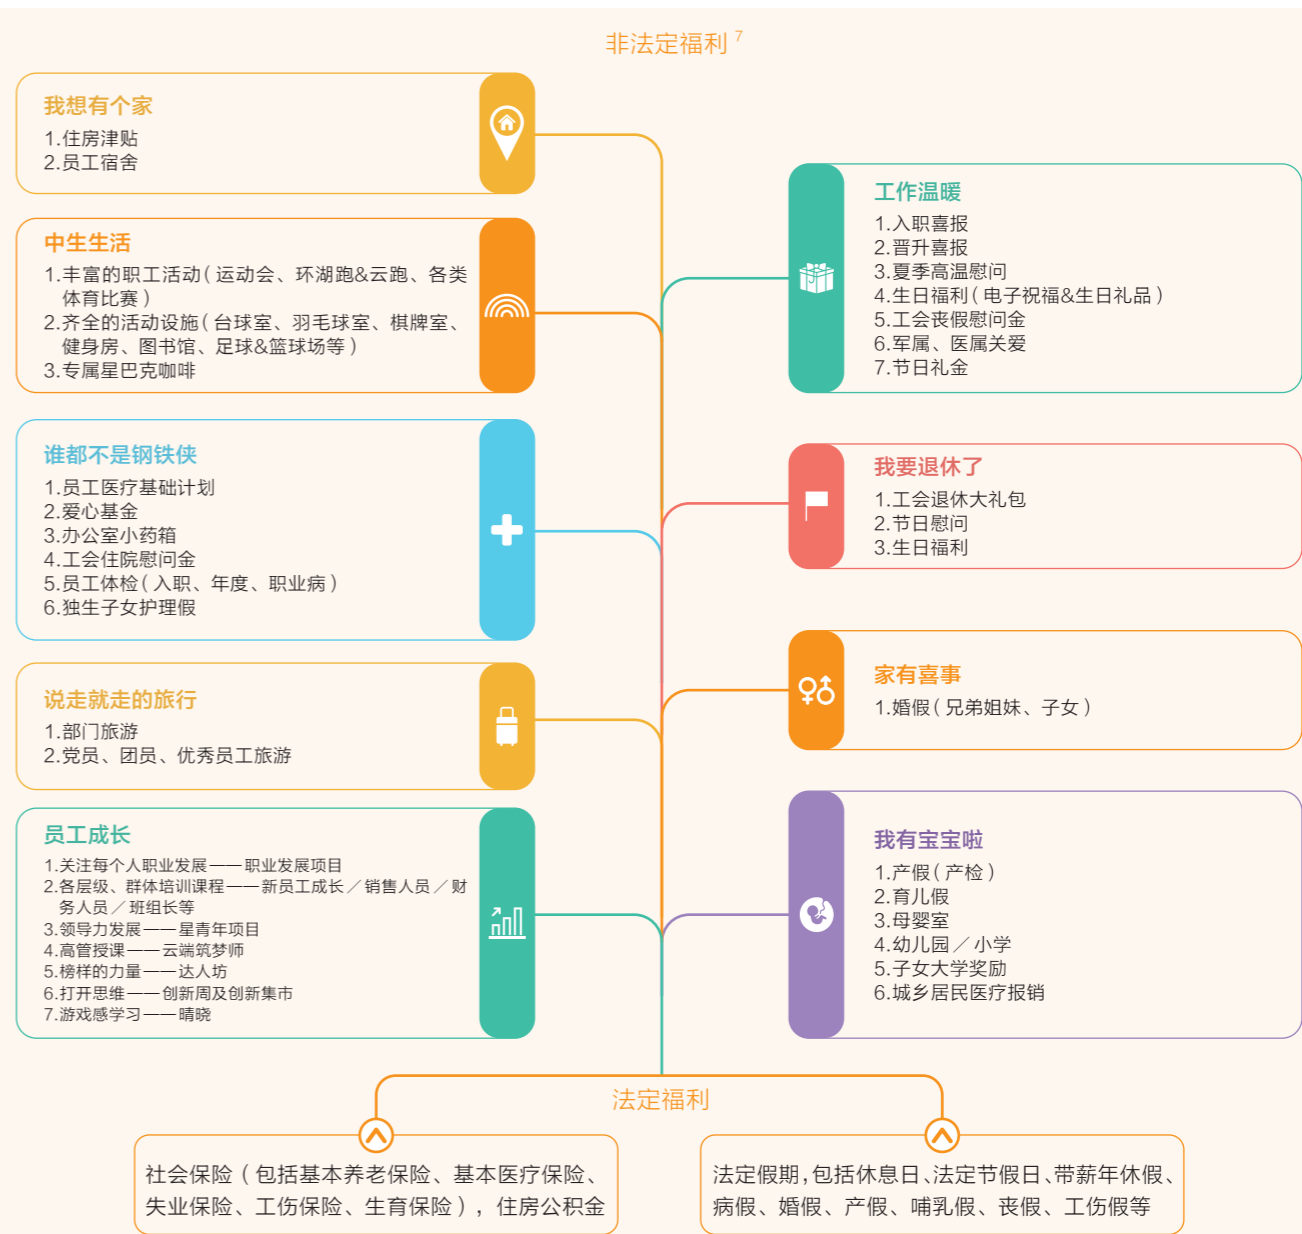 非法定福利 7
我想有个家
1.住房津贴
2.员工宿舍
中生生活
1.丰富的职工活动（运动会、环湖跑&云跑、各类
体育比赛）
2.齐全的活动设施（台球室、羽毛球室、棋牌室、
健身房、图书馆、足球&篮球场等）
3.专属星巴克咖啡
谁都不是钢铁侠
1.员工医疗基础计划
2.爱心基金
3.办公室小药箱
4.工会住院慰问金
5.员工体检（入职、年度、职业病）
6.独生子女护理假
说走就走的旅行
1.部门旅游
2.党员、团员、优秀员工旅游
员工成长
1.关注每个人职业发展——职业发展项目
2.各层级、群体培训课程——新员工成长／销售人员／财
务人员／班组长等
3.领导力发展——星青年项目
4.高管授课——云端筑梦师
5.榜样的力量——达人坊
6.打开思维——创新周及创新集市
7.游戏感学习——晴晓
工作温暖
1.入职喜报
2.晋升喜报
3.夏季高温慰问
4.生日福利（电子祝福&生日礼品）
5.工会丧假慰问金
6.军属、医属关爱
7.节日礼金
我要退休了
1.工会退休大礼包
2.节日慰问
3.生日福利
家有喜事
1.婚假（兄弟姐妹、子女）
我有宝宝啦
1.产假（产检）
2.育儿假
3.母婴室
4.幼儿园／小学
5.子女大学奖励
6.城乡居民医疗报销
法定福利
社会保险（包括基本养老保险、基本医疗保险、
失业保险、工伤保险、生育保险），住房公积金
法定假期,包括休息日、法定节假日、带薪年休假、
病假、婚假、产假、哺乳假、丧假、工伤假等